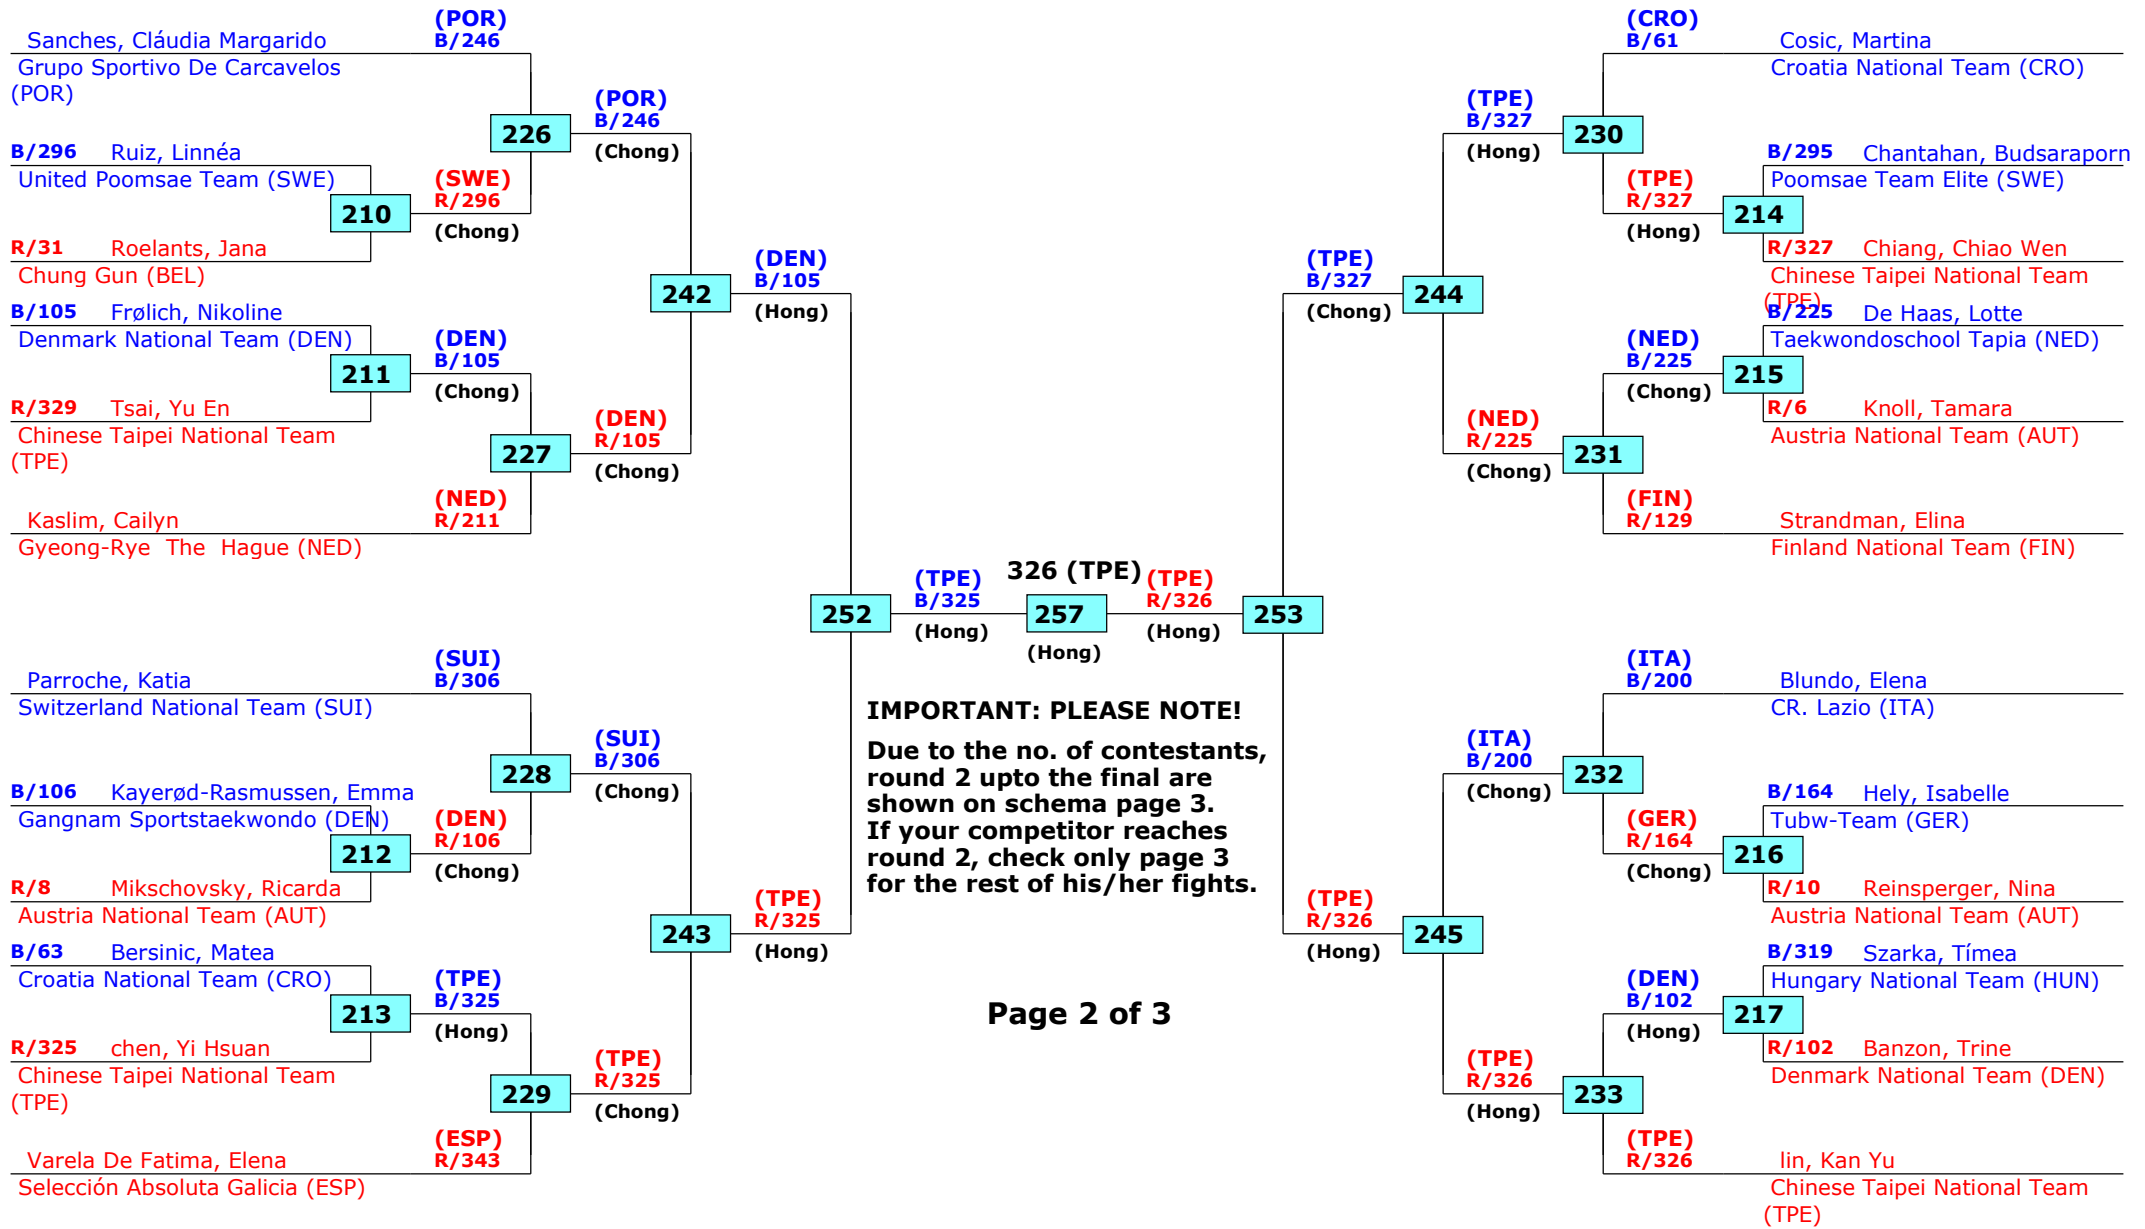 (POR)
Sanches, Cláudia Margarido
B/246
Grupo Sportivo De Carcavelos
(POR)
226
(POR)
B/246
(Chong)
B/296 Ruiz, Linnéa
United Poomsae Team (SWE)
210
(SWE)
R/296
(Chong)
R/31 Roelants, Jana
Chung Gun (BEL)
242
(DEN)
B/105
(Hong)
B/105 Frølich, Nikoline
Denmark National Team (DEN)
211
(DEN)
B/105
(Chong)
R/329 Tsai, Yu En
Chinese Taipei National Team
(TPE)
227
(DEN)
R/105
(Chong)
(NED)
R/211
Kaslim, Cailyn
Gyeong-Rye The Hague (NED)
252
(TPE)
B/325
(Hong)
326 (TPE)
257
(Hong)
(TPE)
R/326
(Hong)
253
(SUI)
B/306
Parroche, Katia
Switzerland National Team (SUI)
228
(SUI)
B/306
(Chong)
B/106 Kayerød-Rasmussen, Emma
Gangnam Sportstaekwondo (DEN)
212
(DEN)
R/106
(Chong)
R/8 Mikschovsky, Ricarda
Austria National Team (AUT)
243
(TPE)
R/325
(Hong)
B/63 Bersinic, Matea
Croatia National Team (CRO)
213
(TPE)
B/325
(Hong)
R/325 chen, Yi Hsuan
Chinese Taipei National Team
(TPE)
229
(TPE)
R/325
(Chong)
(ESP)
R/343
Varela De Fatima, Elena
Selección Absoluta Galicia (ESP)
IMPORTANT: PLEASE NOTE!
Due to the no. of contestants,
round 2 upto the final are
shown on schema page 3.
If your competitor reaches
round 2, check only page 3
for the rest of his/her fights.
Page 2 of 3
(CRO)
B/61
Cosic, Martina
Croatia National Team (CRO)
(TPE)
B/327
(Hong)
230
B/295 Chantahan, Budsaraporn
Poomsae Team Elite (SWE)
(TPE)
R/327
(Hong)
214
R/327 Chiang, Chiao Wen
Chinese Taipei National Team
(TPE)
(TPE)
B/327
(Chong)
244
B/225 De Haas, Lotte
Taekwondoschool Tapia (NED)
(NED)
B/225
(Chong)
215
R/6 Knoll, Tamara
Austria National Team (AUT)
(NED)
R/225
(Chong)
231
(FIN)
R/129
Strandman, Elina
Finland National Team (FIN)
(ITA)
B/200
Blundo, Elena
CR. Lazio (ITA)
(ITA)
B/200
(Chong)
232
B/164 Hely, Isabelle
Tubw-Team (GER)
(GER)
R/164
(Chong)
216
R/10 Reinsperger, Nina
Austria National Team (AUT)
(TPE)
R/326
(Hong)
245
B/319 Szarka, Tímea
Hungary National Team (HUN)
(DEN)
B/102
(Hong)
217
R/102 Banzon, Trine
Denmark National Team (DEN)
(TPE)
R/326
(Hong)
233
(TPE)
R/326
lin, Kan Yu
Chinese Taipei National Team
(TPE)